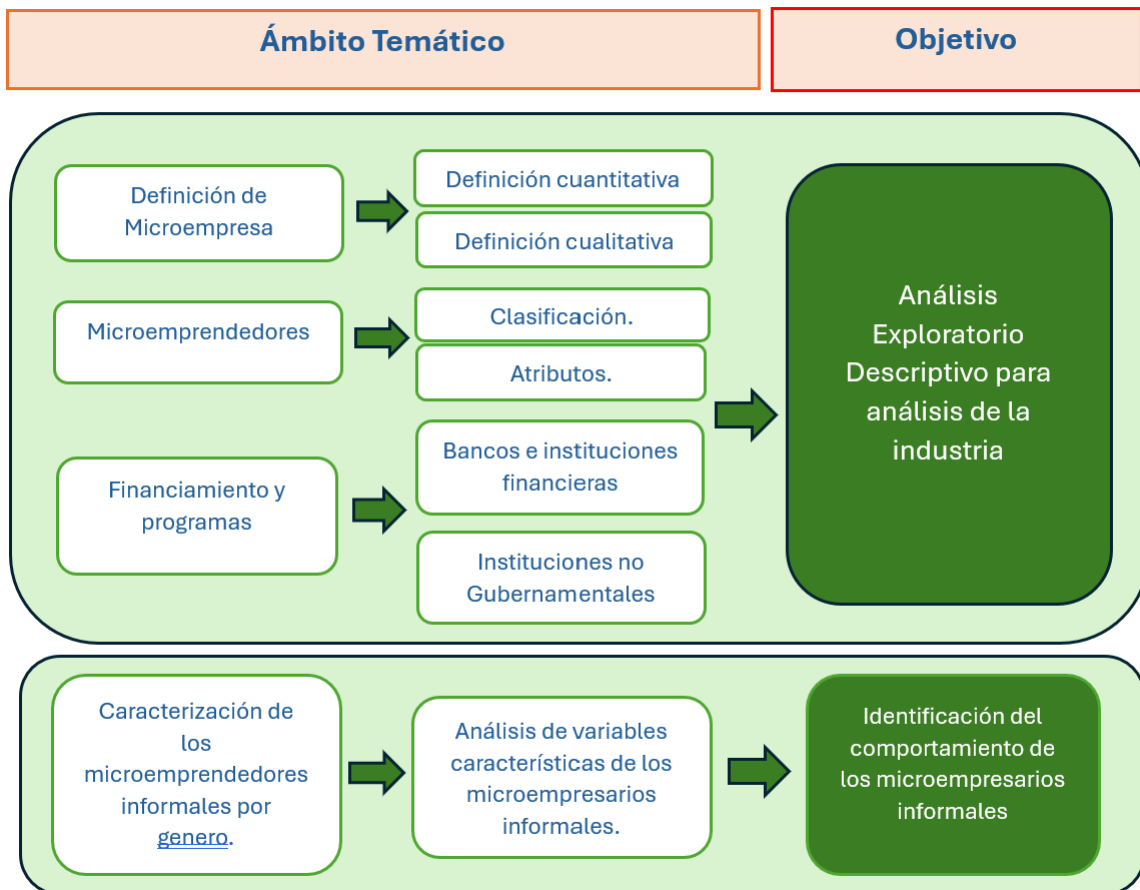 Ámbito Temático
Objetivo
Definición de
Microempresa
Definición cuantitativa
Definición cualitativa
Microemprendedores
Clasificación.
Atributos.
Financiamiento y
programas
Bancos e instituciones
financieras
Instituciones no
Gubernamentales
Análisis
Exploratorio
Descriptivo para
análisis de la
industria
Caracterización de
los
microemprendedores
informales por
genero.
Análisis de variables
características de los
microempresarios
informales.
Identificación del
comportamiento de
los microempresarios
informales